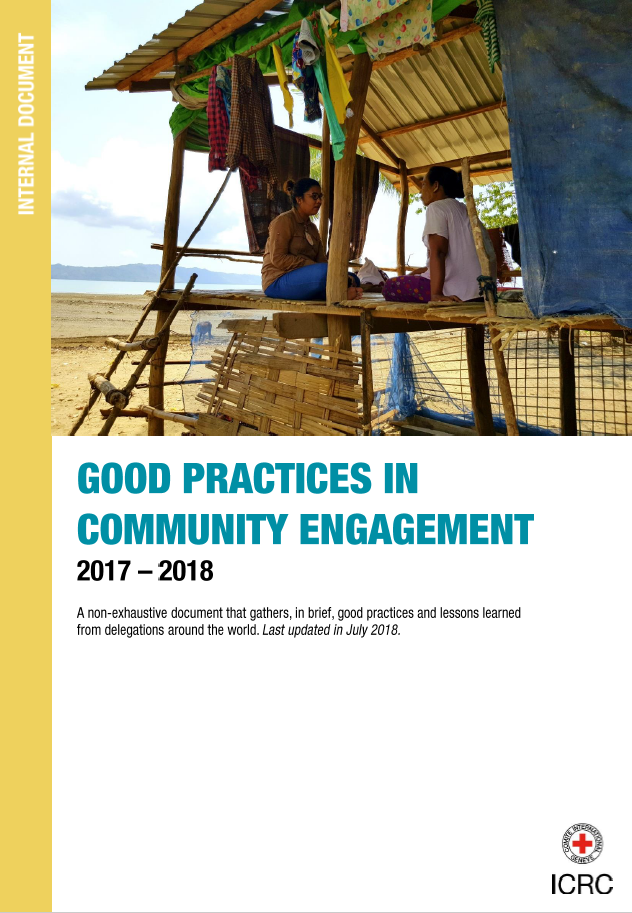 INTERNAL DOCUMENT
GOOD PRACTICES IN
COMMUNITY ENGAGEMENT
2017 – 2018
A non-exhaustive document that gathers, in brief, good practices and lessons learned
from delegations around the world. Last updated in July 2018.
COMITE INTERNATIONAL
GENEVE
ICRC